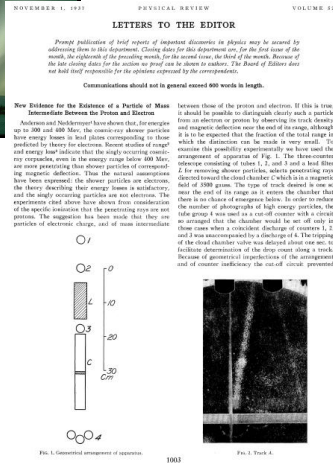 NOVEMBER 1, 1937
PHYSICAL REVIEW
VOLUME 52
LETTERS TO THE EDITOR
Prompt publication of brief reports of important discoveries in physics may be secured by
addressing them to this department. Closing dates for this department are, for the first issue of the
month, the eighteenth of the preceding month, for the second issue, the third of the month. Because of
the late closing dates for the section no proof can be shown to authors. The Board of Editors does
not hold itself responsible for the opinions expressed by the correspondents.
Communications should not in general exceed 600 words in length.
New Evidence for the Existence of a Particle of Mass
Intermediate Between the Proton and Electron
Anderson and Neddermeyer¹ have shown that, for energies
up to 300 and 400 Mev, the cosmic-ray shower particles
have energy losses in lead plates corresponding to those
predicted by theory for electrons. Recent studies of range²
and energy loss³ indicate that the singly occurring cosmic-
ray corpuscles, even in the energy range below 400 Mev,
are more penetrating than shower particles of correspond-
ing magnetic deflection. Thus the natural assumptions
have been expressed: the shower particles are electrons,
the theory describing their energy losses is satisfactory,
and the singly occurring particles are not electrons. The
experiments cited above have shown from consideration
of the specific ionization that the penetrating rays are not
protons. The suggestion has been made that they are
particles of electronic charge, and of mass intermediate
1
L
3
C
4
0
10
20
30
Cm
FIG. 1. Geometrical arrangement of apparatus.
between those of the proton and electron. If this is true,
it should be possible to distinguish clearly such a particle
from an electron or proton by observing its track density
and magnetic deflection near the end of its range, although
it is to be expected that the fraction of the total range in
which the distinction can be made is very small. To
examine this possibility experimentally we have used the
arrangement of apparatus of Fig. 1. The three-counter
telescope consisting of tubes 1, 2, and 3 and a lead filter
L for removing shower particles, selects penetrating rays
directed toward the cloud chamber C which is in a magnetic
field of 3500 gauss. The type of track desired is one so
near the end of its range as it enters the chamber that
there is no chance of emergence below. In order to reduce
the number of photographs of high energy particles, the
tube group 4 was used as a cut-off counter with a circuit
so arranged that the chamber would be set off only in
those cases when a coincident discharge of counters 1, 2,
and 3 was unaccompanied by a discharge of 4. The tripping
of the cloud chamber valve was delayed about one sec. to
facilitate determination of the drop count along a track.
Because of geometrical imperfections of the arrangement
and of counter inefficiency the cut-off circuit prevented
FIG. 2. Track A.
1003